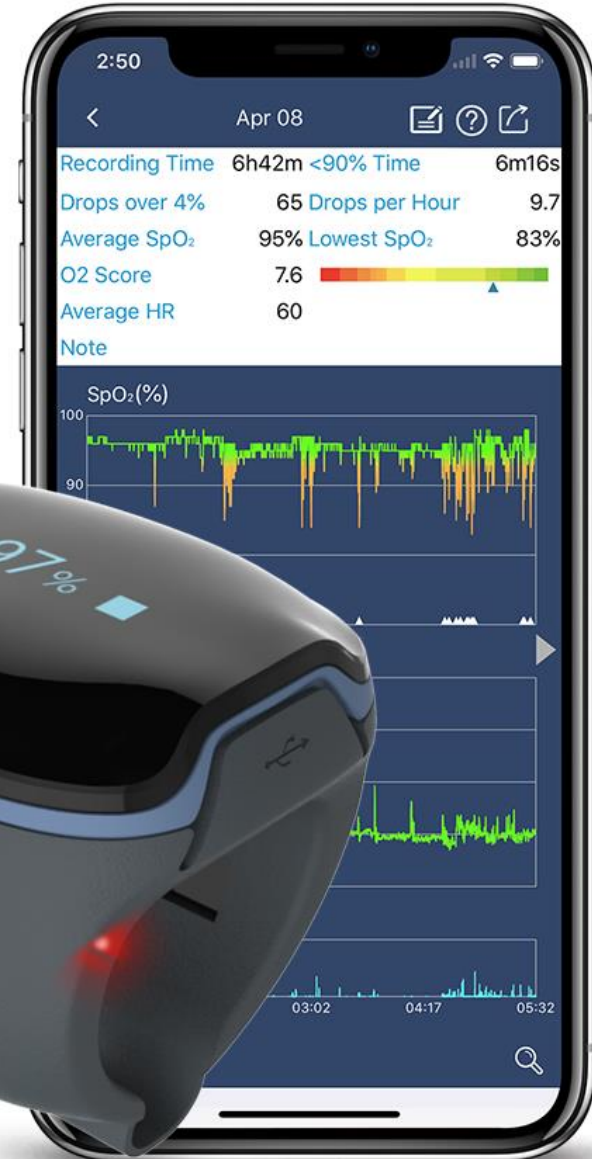 2:50
Apr 08
Recording Time 6h42m <90% Time 6m16s
Drops over 4% 65 Drops per Hour 9.7
Average SpO₂ 95% Lowest SpO₂ 83%
O2 Score 7.6
Average HR 60
Note
SpO₂(%)
100
90
97%
03:02 04:17 05:32